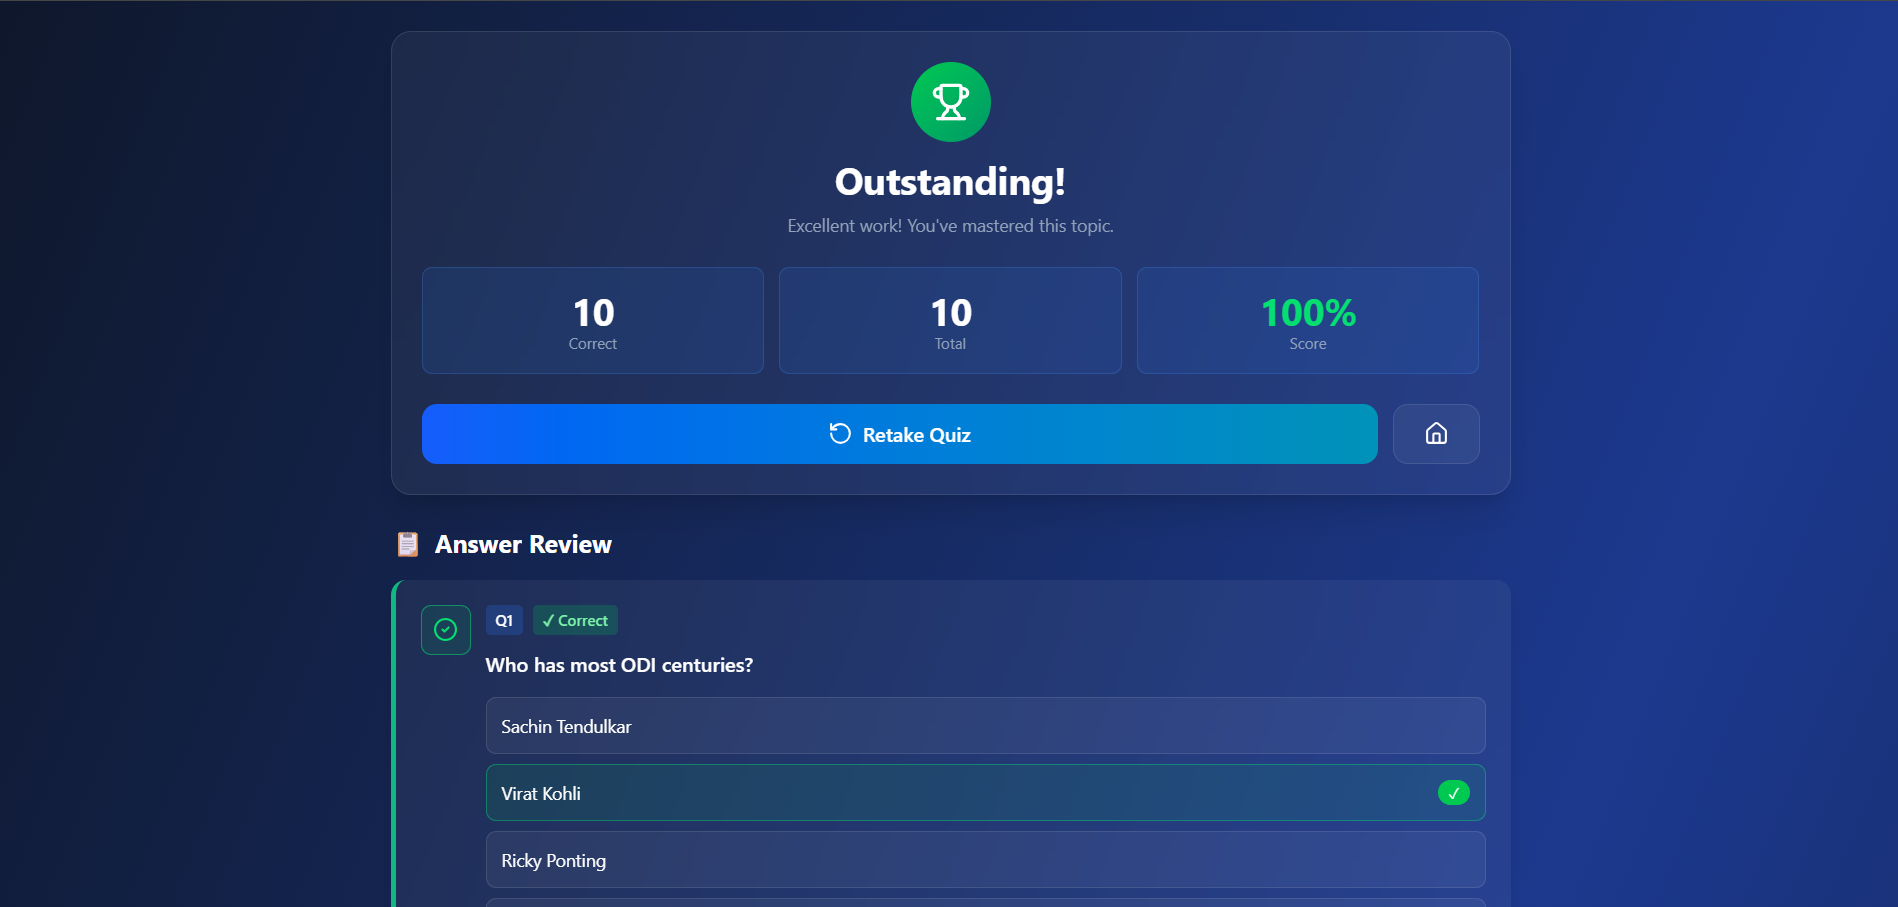 Outstanding!
Excellent work! You've mastered this topic.
10
Correct
10
Total
100%
Score
Retake Quiz
Answer Review
Q1
✓ Correct
Who has most ODI centuries?
Sachin Tendulkar
Virat Kohli
✓
Ricky Ponting